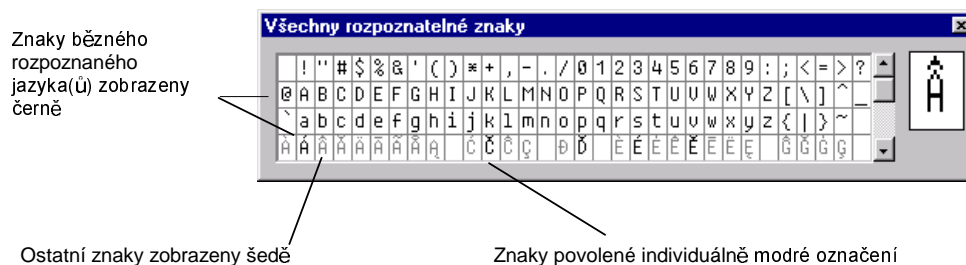 Všechny rozpoznatelné znaky
Znaky bězného
rozpoznaného
jazyka(ů) zobrazeny
černě
! " # $ % & ' ( ) * + , - . / 0 1 2 3 4 5 6 7 8 9 : ; < = > ?
@ A B C D E F G H I J K L M N O P Q R S T U V W X Y Z [ \ ] ^ _
` a b c d e f g h i j k l m n o p q r s t u v w x y z { | } ~
À Á Â Ã Ä Ā Ă Å Ą Ć Č Ĉ Ç Đ Ď È É Ė Ê Ě Ē Ë Ę Ĝ Ğ Ġ Ģ
Ostatní znaky zobrazeny šedě
Znaky povolené individuálně modré označení